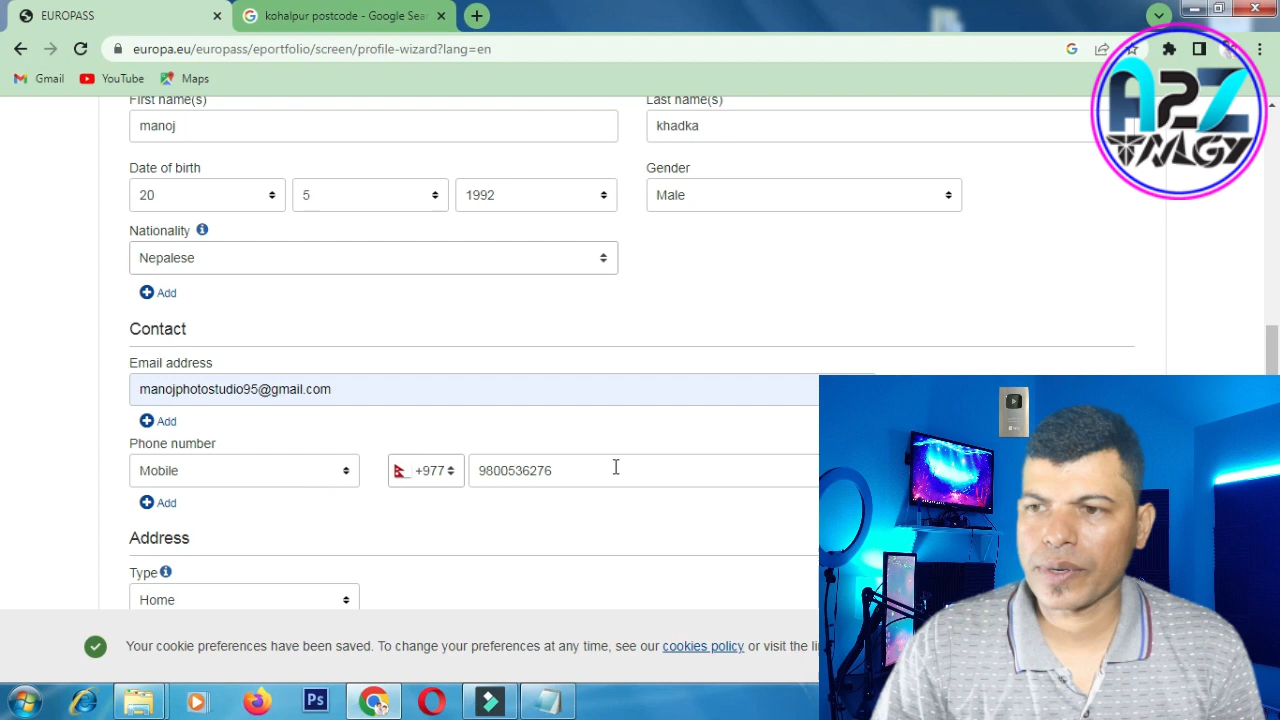 EUROPASS
kohalpur postcode - Google Sear
europa.eu/europass/eportfolio/screen/profile-wizard?lang=en
Gmail YouTube Maps
A2Z
TMGY
First name(s) Last name(s)
manoj khadka
Date of birth Gender
20 5 1992 Male
Nationality
Nepalese
Add
Contact
Email address
manojphotostudio95@gmail.com
Add
Phone number
Mobile +977 9800536276
Add
Address
Type
Home
Your cookie preferences have been saved. To change your preferences at any time, see our cookies policy or visit the
Ps